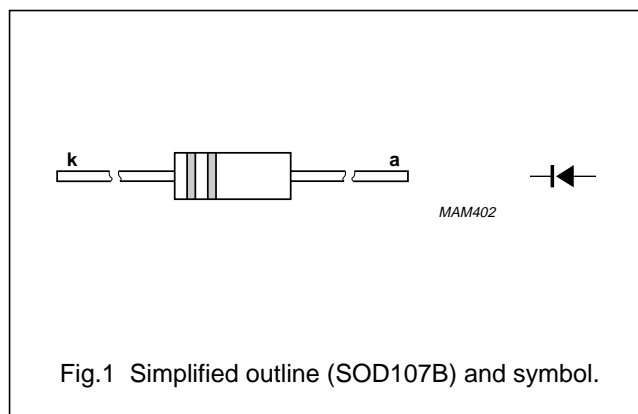 k a
MAM402
Fig.1 Simplified outline (SOD107B) and symbol.